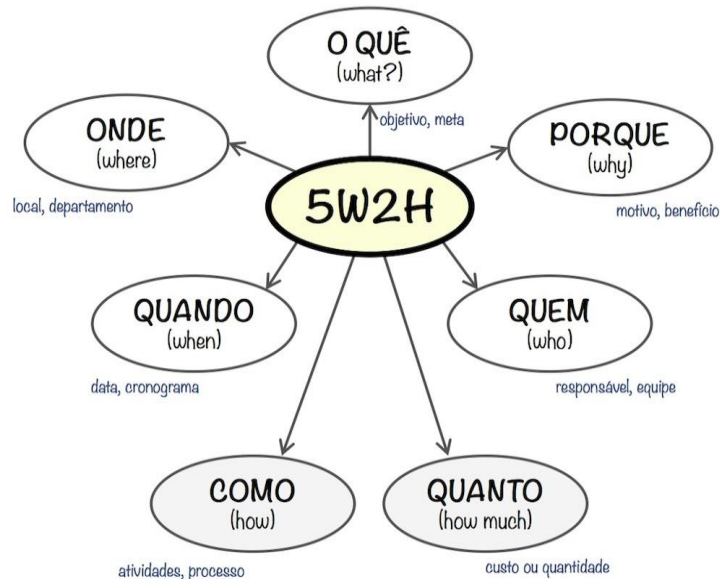 O QUÊ
(what?)
objetivo, meta
ONDE
(where)
local, departamento
PORQUE
(why)
motivo, benefício
5W2H
QUANDO
(when)
data, cronograma
QUEM
(who)
responsável, equipe
COMO
(how)
atividades, processo
QUANTO
(how much)
custo ou quantidade